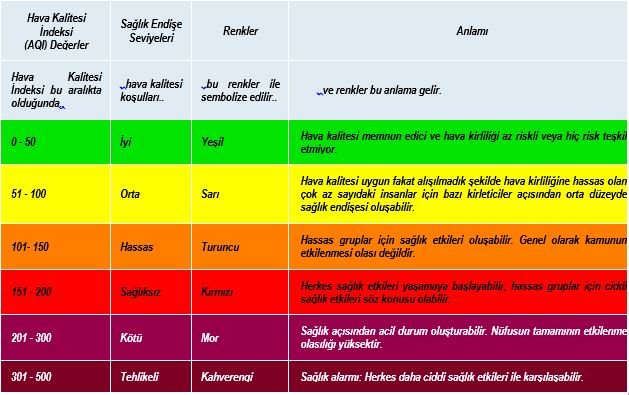 Hava Kalitesi
İndeksi
(AQI) Değerler
Sağlık Endişe
Seviyeleri
Renkler
Anlamı
Hava Kalitesi
İndeksi bu aralıkta
olduğunda..
..hava kalitesi
koşulları..
..bu renkler ile
sembolize edilir..
..ve renkler bu anlama gelir.
0 - 50
İyi
Yeşil
Hava kalitesi memnun edici ve hava kirliliği az riskli veya hiç risk teşkil
etmiyor.
51 - 100
Orta
Sarı
Hava kalitesi uygun fakat alışılmadık şekilde hava kirliliğine hassas olan
çok az sayıdaki insanlar için bazı kirleticiler açısından orta düzeyde
sağlık endişesi oluşabilir.
101- 150
Hassas
Turuncu
Hassas gruplar için sağlık etkileri oluşabilir. Genel olarak kamunun
etkilenmesi olası değildir.
151 - 200
Sağlıksız
Kırmızı
Herkes sağlık etkileri yaşamaya başlayabilir, hassas gruplar için ciddi
sağlık etkileri söz konusu olabilir.
201 - 300
Kötü
Mor
Sağlık açısından acil durum oluşturabilir. Nüfusun tamamının etkilenme
olasılığı yüksektir.
301 - 500
Tehlikeli
Kahverengi
Sağlık alarmı: Herkes daha ciddi sağlık etkileri ile karşılaşabilir.